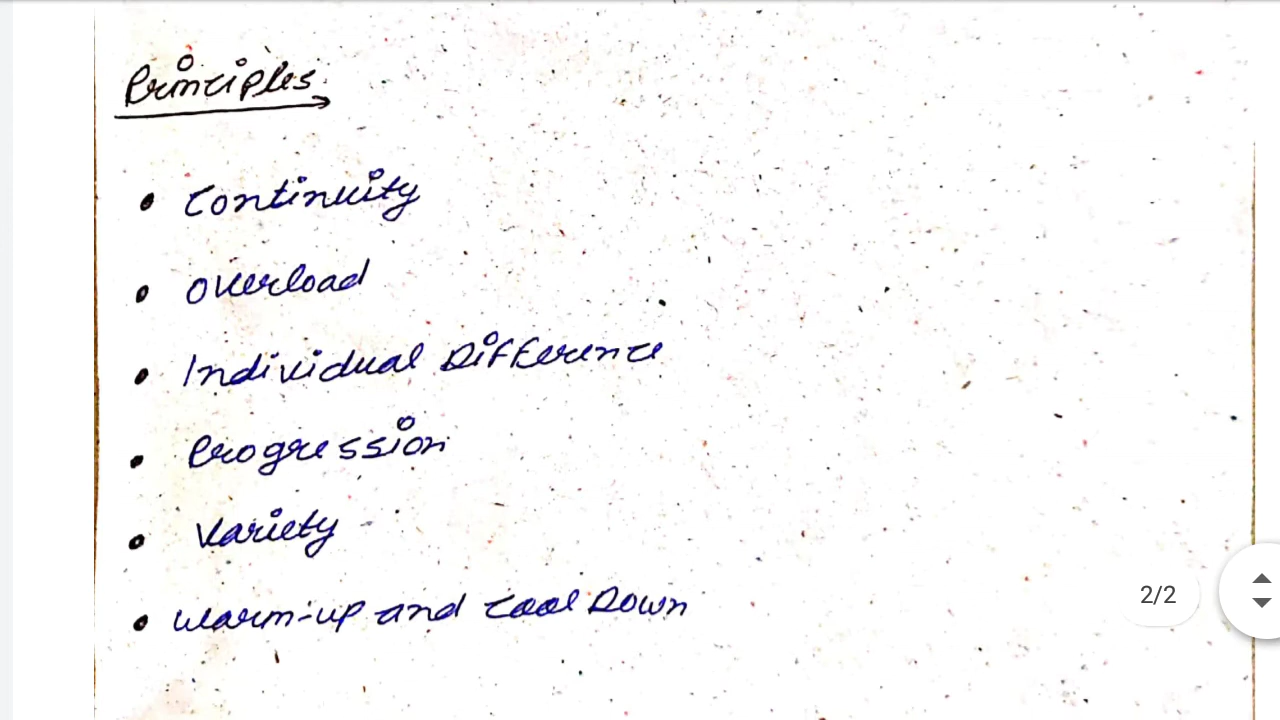 Principles
• Continuity
• Overload
• Individual Difference
• Progression
• Variety
• Warm-up and Cool Down
2/2